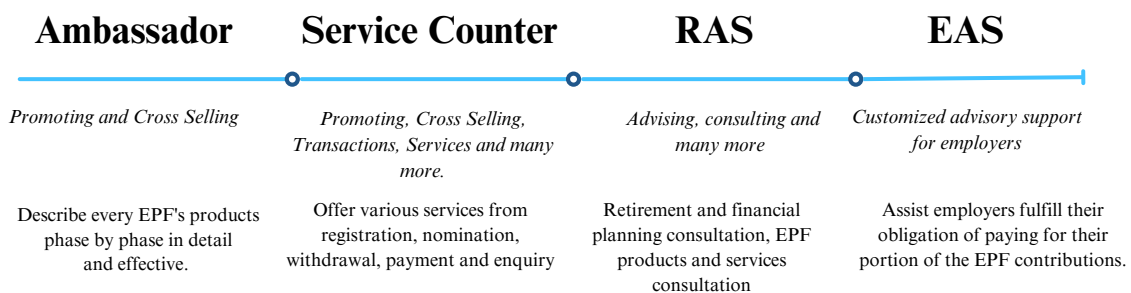 Ambassador
Service Counter
RAS
EAS
Promoting and Cross Selling
Promoting, Cross Selling,
Transactions, Services and many
more.
Advising, consulting and
many more
Customized advisory support
for employers
Describe every EPF's products
phase by phase in detail
and effective.
Offer various services from
registration, nomination,
withdrawal, payment and enquiry
Retirement and financial
planning consultation, EPF
products and services
consultation
Assist employers fulfill their
obligation of paying for their
portion of the EPF contributions.